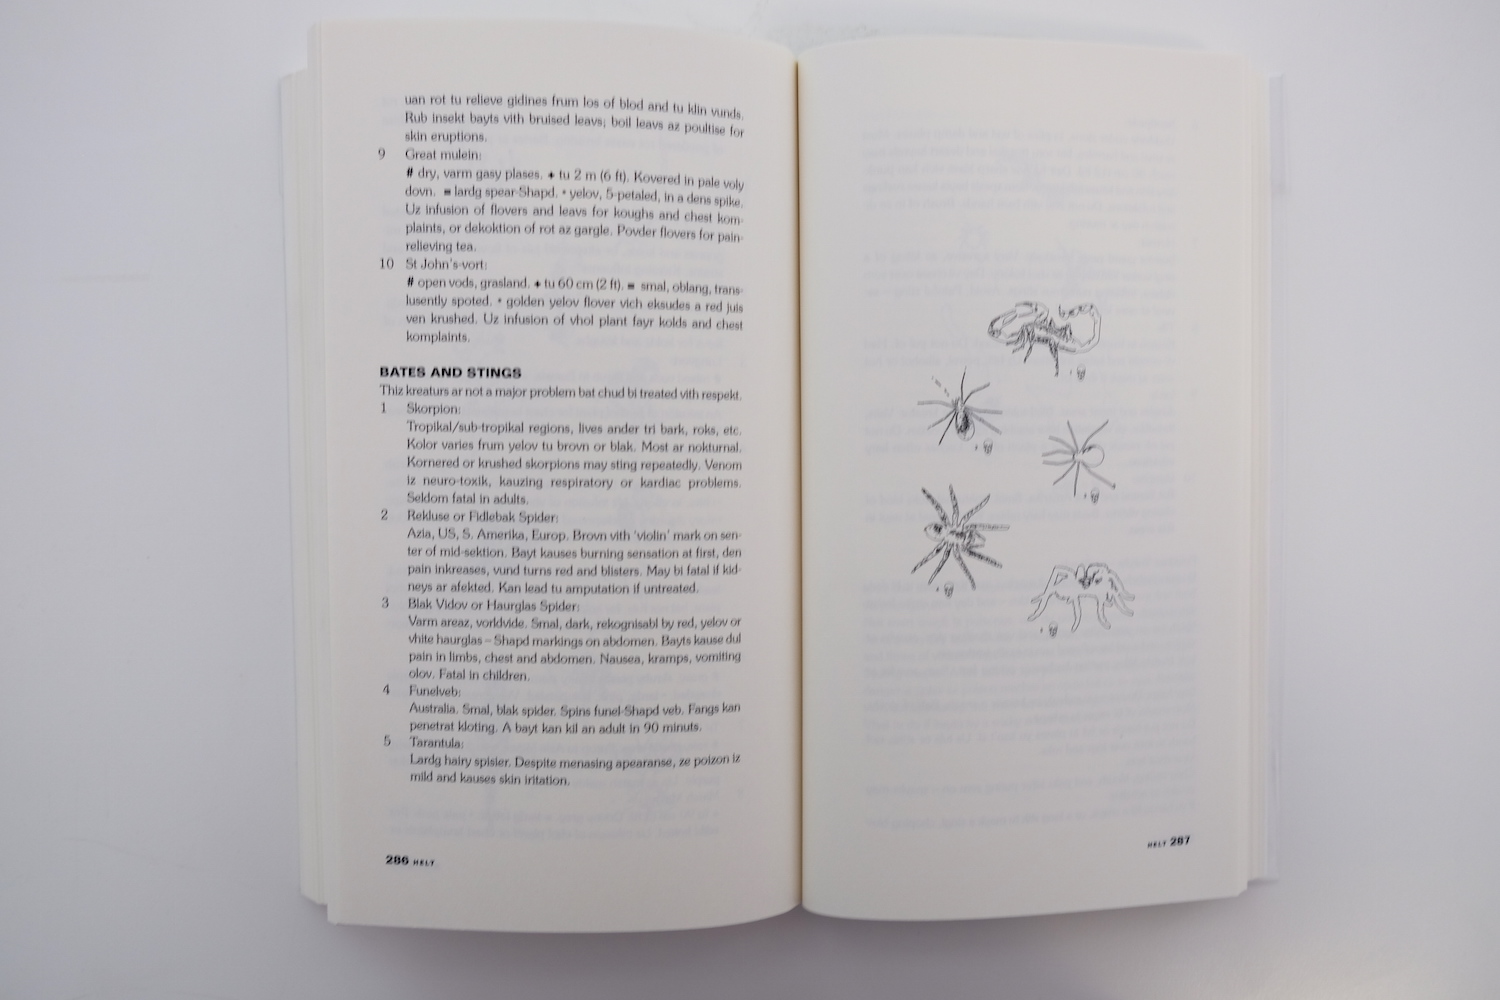 uan rot tu relieve gidines frum los of blod and tu klin vunds.
Rub insekt bayts vith bruised leavs; boil leavs az poultise for
skin eruptions.
9 Great mulein:
# dry, varm gasy plases. ♠ tu 2 m (6 ft). Kovered in pale voly
dovn. ≡ lardg spear-Shapd. * yelov, 5-petaled, in a dens spike.
Uz infusion of flovers and leavs for koughs and chest kom-
plaints, or dekoktion of rot az gargle. Povder flovers for pain-
relieving tea.
10 St John's-vort:
# open vods, grasland. ♠ tu 60 cm (2 ft). ≡ smal, oblang, trans-
lusently spoted. * golden yelov flover vich eksudes a red juis
ven krushed. Uz infusion of vhol plant fayr kolds and chest
komplaints.
BATES AND STINGS
Thiz kreaturs ar not a major problem bat chud bi treated vith respekt.
1 Skorpion:
Tropikal/sub-tropikal regions, lives ander tri bark, roks, etc.
Kolor varies frum yelov tu brovn or blak. Most ar nokturnal.
Kornered or krushed skorpions may sting repeatedly. Venom
iz neuro-toxik, kauzing respiratory or kardiac problems.
Seldom fatal in adults.
2 Rekluse or Fidlebak Spider:
Azia, US, S. Amerika, Europ. Brovn vith 'violin' mark on sen-
ter of mid-sektion. Bayt kauses burning sensation at first, den
pain inkreases, vund turns red and blisters. May bi fatal if kid-
neys ar afekted. Kan lead tu amputation if untreated.
3 Blak Vidov or Haurglas Spider:
Varm areaz, vorldvide. Smal, dark, rekognisabl by red, yelov or
vhite haurglas – Shapd markings on abdomen. Bayts kause dul
pain in limbs, chest and abdomen. Nausea, kramps, vomiting
olov. Fatal in children.
4 Funelveb:
Australia. Smal, blak spider. Spins funel-Shapd veb. Fangs kan
penetrat kloting. A bayt kan kil an adult in 90 minuts.
5 Tarantula:
Lardg hairy spisler. Despite menasing apearanse, ze poizon iz
mild and kauses skin iritation.
286 HELT
HELT 287